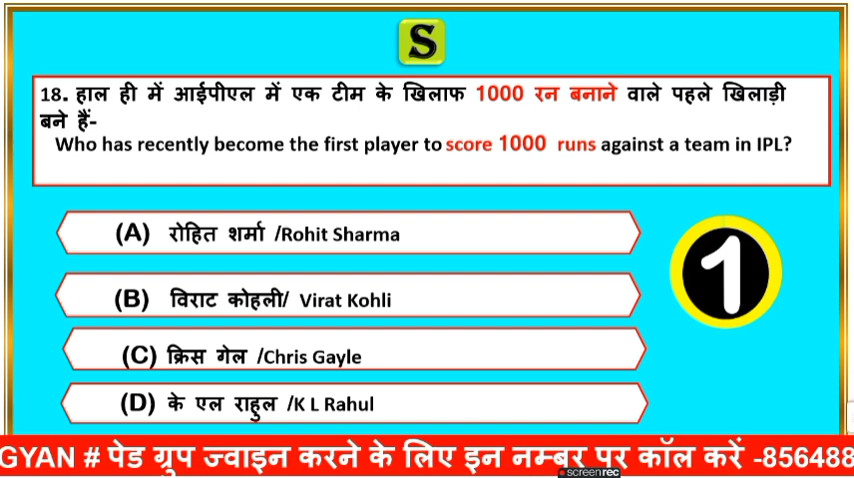 S
18. हाल ही में आईपीएल में एक टीम के खिलाफ 1000 रन बनाने वाले पहले खिलाड़ी
बने हैं-
Who has recently become the first player to score 1000 runs against a team in IPL?
(A) रोहित शर्मा /Rohit Sharma
1
(B) विराट कोहली/ Virat Kohli
(C) क्रिस गेल /Chris Gayle
(D) के एल राहुल /K L Rahul
GYAN # पेड ग्रुप ज्वाइन करने के लिए इन नम्बर पर कॉल करें -856488
screenrec